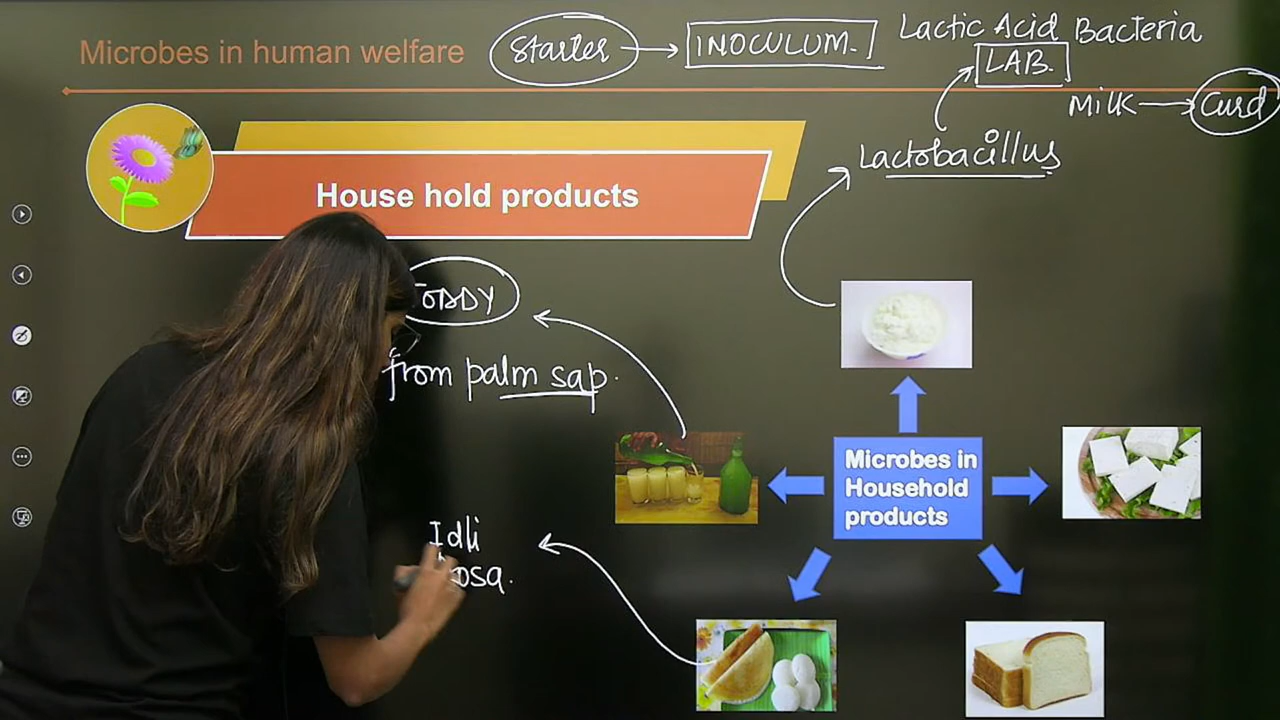 Microbes in human welfare
Starter → INOCULUM.
Lactic Acid Bacteria
LAB.
Milk → Curd
Lactobacillus
House hold products
from palm sap.
Microbes in
Household
products
Idli